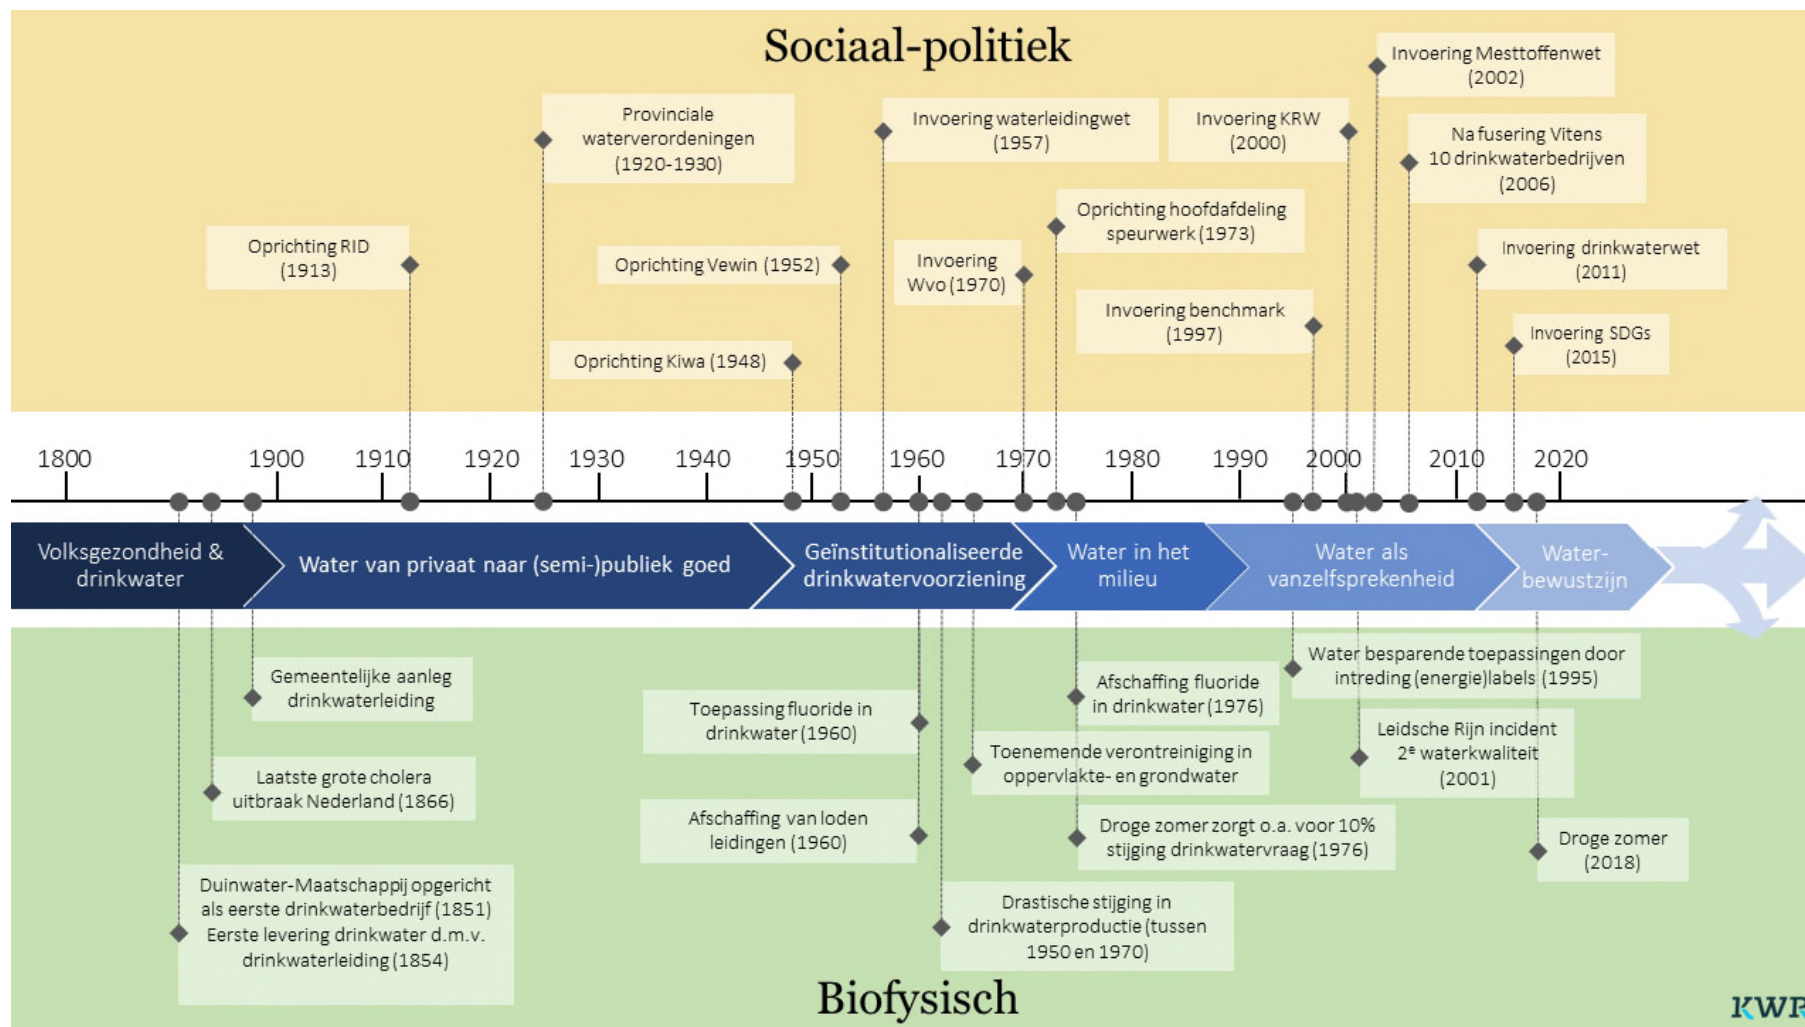 Sociaal-politiek
Invoering Mesttoffenwet
(2002)
Provinciale
waterverordeningen
(1920-1930)
Invoering waterleidingwet
(1957)
Invoering KRW
(2000)
Na fusering Vitens
10 drinkwaterbedrijven
(2006)
Oprichting hoofdafdeling
speurwerk (1973)
Oprichting RID
(1913)
Oprichting Vewin (1952)
Invoering
Wvo (1970)
Invoering drinkwaterwet
(2011)
Invoering benchmark
(1997)
Invoering SDGs
(2015)
Oprichting Kiwa (1948)
1800 1900 1910 1920 1930 1940 1950 1960 1970 1980 1990 2000 2010 2020
Volksgezondheid &
drinkwater
Water van privaat naar (semi-)publiek goed
Geïnstitutionaliseerde
drinkwatervoorziening
Water in het
milieu
Water als
vanzelfsprekenheid
Water-
bewustzijn
Gemeentelijke aanleg
drinkwaterleiding
Water besparende toepassingen door
intreding (energie)labels (1995)
Afschaffing fluoride
in drinkwater (1976)
Toepassing fluoride in
drinkwater (1960)
Leidsche Rijn incident
2e waterkwaliteit
(2001)
Toenemende verontreiniging in
oppervlakte- en grondwater
Laatste grote cholera
uitbraak Nederland (1866)
Afschaffing van loden
leidingen (1960)
Droge zomer zorgt o.a. voor 10%
stijging drinkwatervraag (1976)
Droge zomer
(2018)
Duinwater-Maatschappij opgericht
als eerste drinkwaterbedrijf (1851)
Eerste levering drinkwater d.m.v.
drinkwaterleiding (1854)
Drastische stijging in
drinkwaterproductie (tussen
1950 en 1970)
Biofysisch
KWR